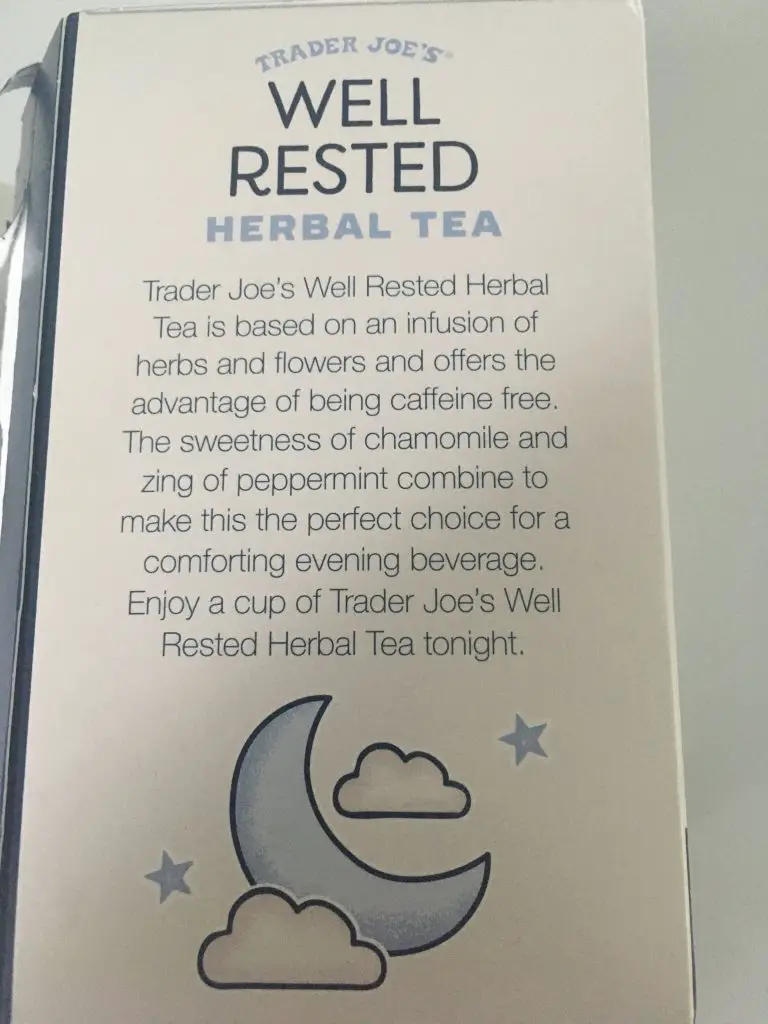 TRADER JOE'S®
WELL
RESTED
HERBAL TEA
Trader Joe's Well Rested Herbal
Tea is based on an infusion of
herbs and flowers and offers the
advantage of being caffeine free.
The sweetness of chamomile and
zing of peppermint combine to
make this the perfect choice for a
comforting evening beverage.
Enjoy a cup of Trader Joe's Well
Rested Herbal Tea tonight.